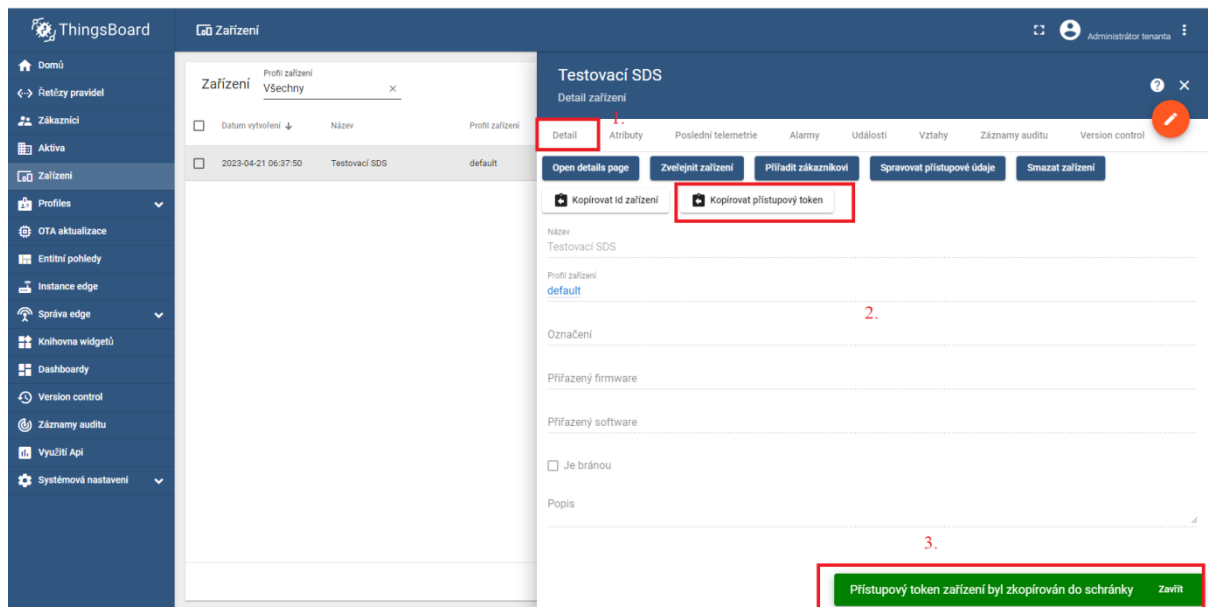 ThingsBoard
Zařízení
Administrátor tenanta
Domů
Řetězy pravidel
Zákazníci
Aktiva
Zařízení
Profiles
OTA aktualizace
Entitní pohledy
Instance edge
Správa edge
Knihovna widgetů
Dashboardy
Version control
Záznamy auditu
Využití Api
Systémová nastavení
Zařízení
Profil zařízení
Všechny
Datum vytvoření Název Profil zařízení
2023-04-21 06:37:50 Testovací SDS default
Testovací SDS
Detail zařízení
1.
Detail Atributy Poslední telemetrie Alarmy Události Vztahy Záznamy auditu Version control
Open details page Zveřejnit zařízení Přiřadit zákazníkovi Spravovat přístupové údaje Smazat zařízení
Kopírovat Id zařízení Kopírovat přístupový token
Název
Testovací SDS
Profil zařízení
default
2.
Označení
Přiřazený firmware
Přiřazený software
Je bránou
Popis
3.
Přístupový token zařízení byl zkopírován do schránky Zavřít